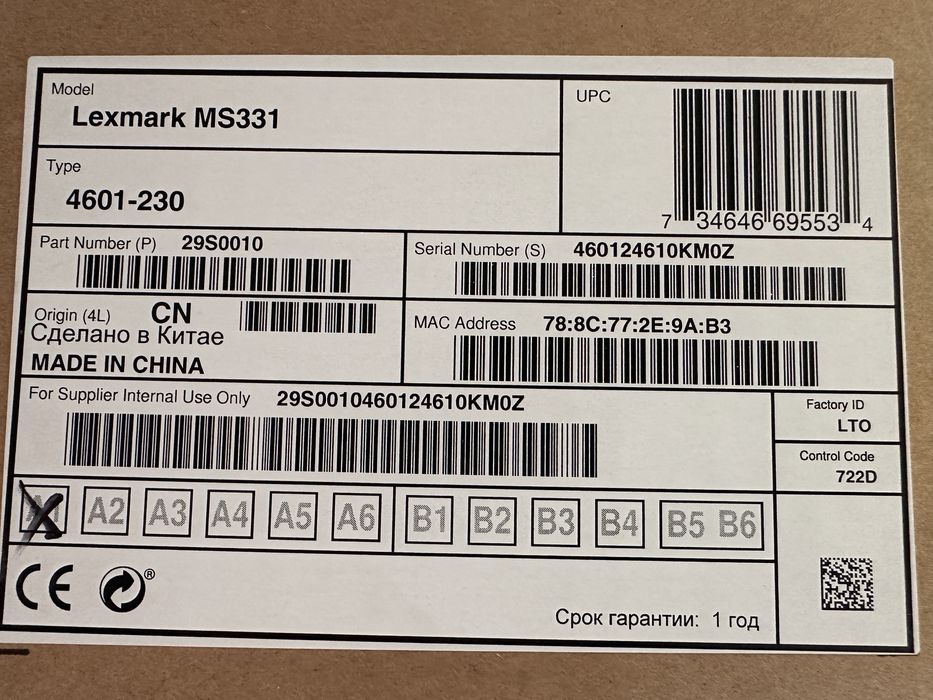 Model
Lexmark MS331
UPC
7 34646 69553 4
Type
4601-230
Part Number (P) 29S0010
Serial Number (S) 460124610KM0Z
Origin (4L) CN
Сделано в Китае
MADE IN CHINA
MAC Address 78:8C:77:2E:9A:B3
For Supplier Internal Use Only 29S0010460124610KM0Z
Factory ID
LTO
Control Code
722D
A1 A2 A3 A4 A5 A6 B1 B2 B3 B4 B5 B6
CE ®
Срок гарантии: 1 год